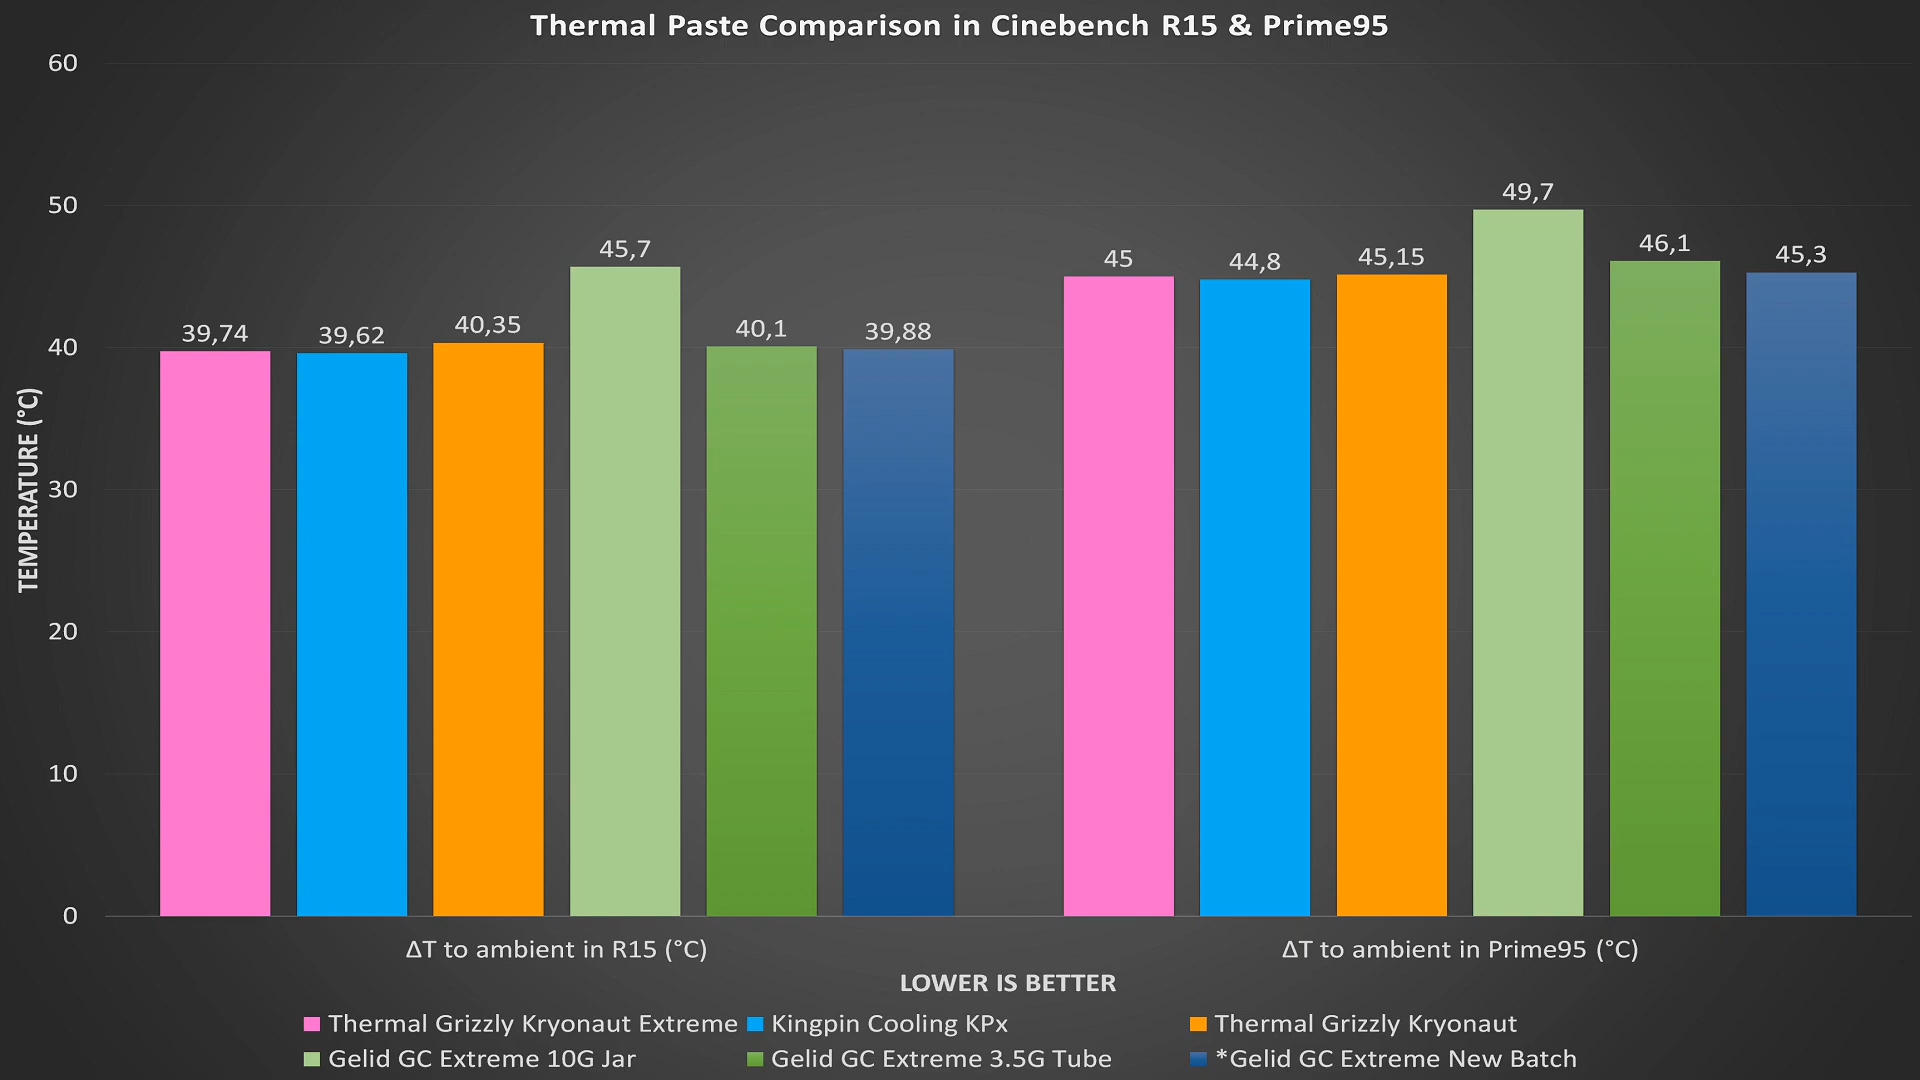 Thermal Paste Comparison in Cinebench R15 & Prime95
60
50
40
30
20
10
0
TEMPERATURE (°C)
39,74
39,62
40,35
45,7
40,1
39,88
45
44,8
45,15
49,7
46,1
45,3
ΔT to ambient in R15 (°C)
ΔT to ambient in Prime95 (°C)
LOWER IS BETTER
Thermal Grizzly Kryonaut Extreme
Kingpin Cooling KPx
Thermal Grizzly Kryonaut
Gelid GC Extreme 10G Jar
Gelid GC Extreme 3.5G Tube
*Gelid GC Extreme New Batch